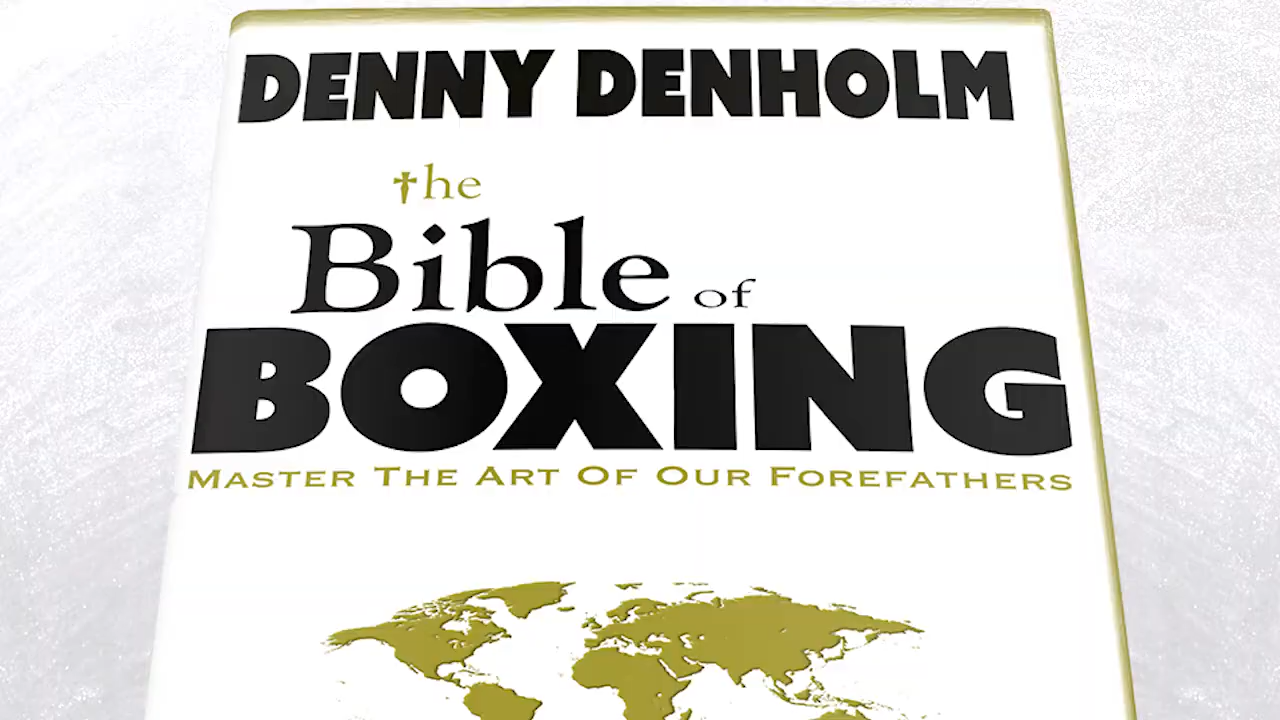 DENNY DENHOLM
the
Bible of
BOXING
MASTER THE ART OF OUR FOREFATHERS